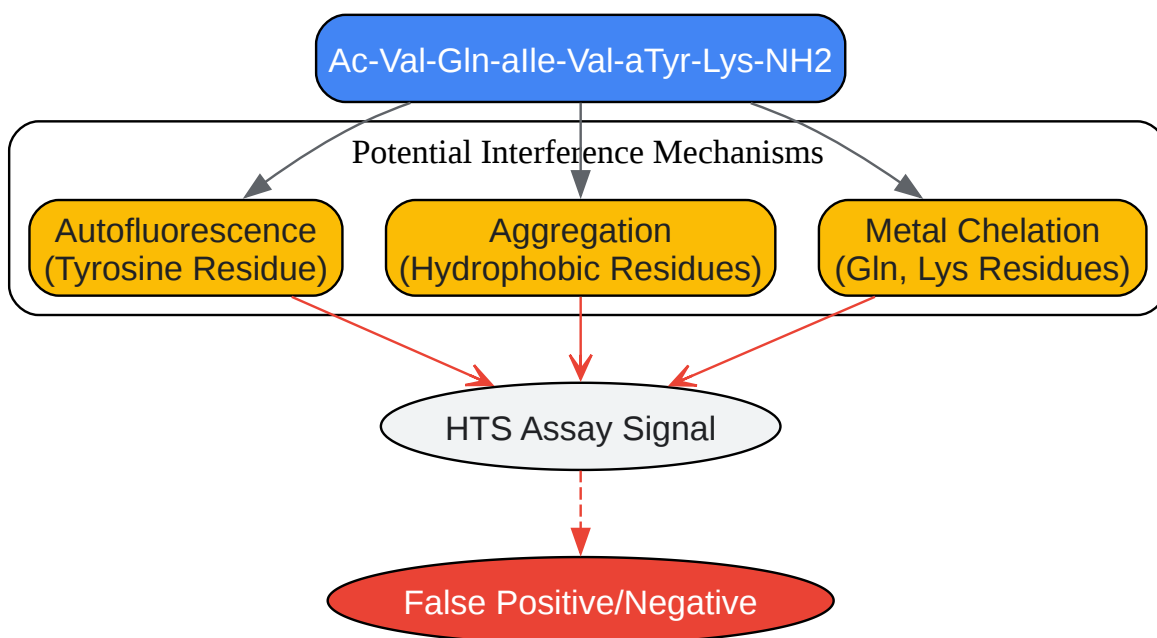 Ac-Val-Gln-aIle-Val-aTyr-Lys-NH2
Potential Interference Mechanisms
Autofluorescence
(Tyrosine Residue)
Aggregation
(Hydrophobic Residues)
Metal Chelation
(Gln, Lys Residues)
HTS Assay Signal
False Positive/Negative